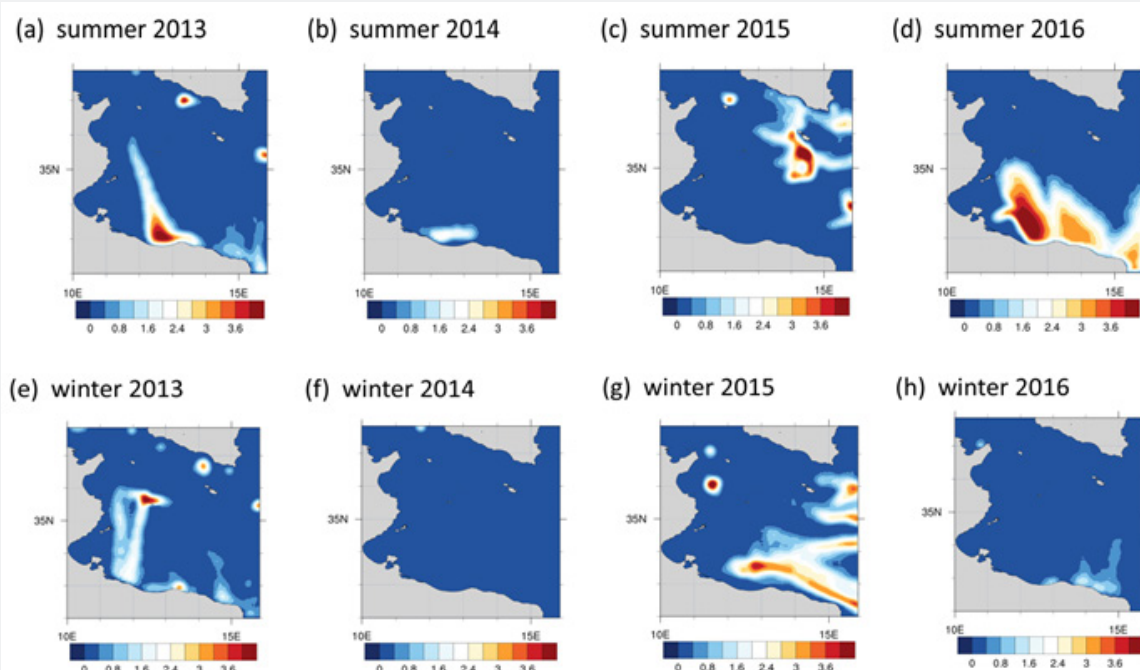 (a) summer 2013
(b) summer 2014
(c) summer 2015
(d) summer 2016
35N
35N
35N
35N
10E 15E
10E 15E
10E 15E
10E 15E
0 0.8 1.6 2.4 3 3.6
0 0.8 1.6 2.4 3 3.6
0 0.8 1.6 2.4 3 3.6
0 0.8 1.6 2.4 3 3.6
(e) winter 2013
(f) winter 2014
(g) winter 2015
(h) winter 2016
35N
35N
35N
35N
10E 15E
10E 15E
10E 15E
10E 15E
0 0.8 1.6 2.4 3 3.6
0 0.8 1.6 2.4 3 3.6
0 0.8 1.6 2.4 3 3.6
0 0.8 1.6 2.4 3 3.6